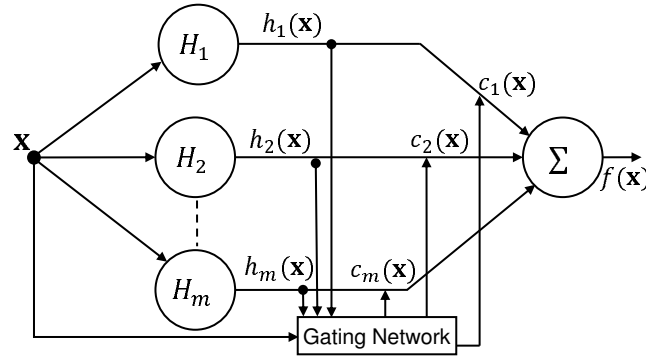 H₁
h₁(𝐱)
c₁(𝐱)
𝐱
H₂
h₂(𝐱)
c₂(𝐱)
Σ
f(𝐱)
Hₘ
hₘ(𝐱)
cₘ(𝐱)
Gating Network